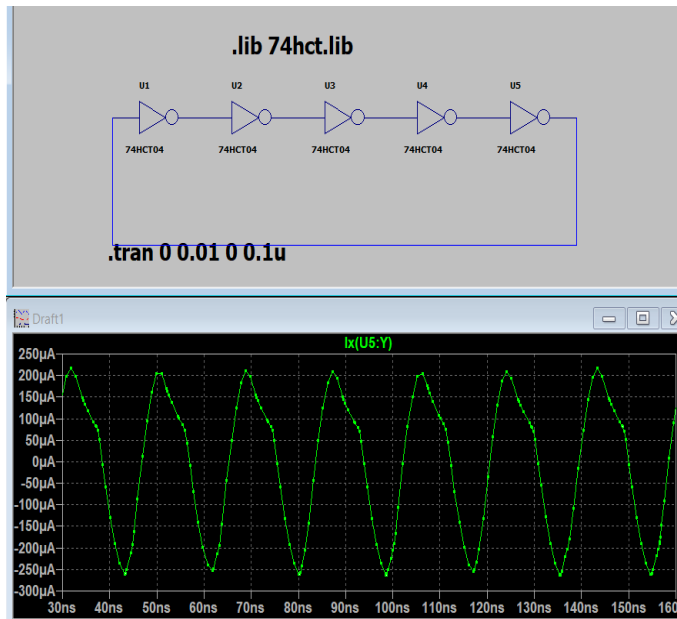 .lib 74hct.lib
U1 U2 U3 U4 U5
74HCT04 74HCT04 74HCT04 74HCT04 74HCT04
.tran 0 0.01 0 0.1u
Draft1
Ix(U5:Y)
250µA
200µA
150µA
100µA
50µA
0µA
-50µA
-100µA
-150µA
-200µA
-250µA
-300µA
30ns 40ns 50ns 60ns 70ns 80ns 90ns 100ns 110ns 120ns 130ns 140ns 150ns 160